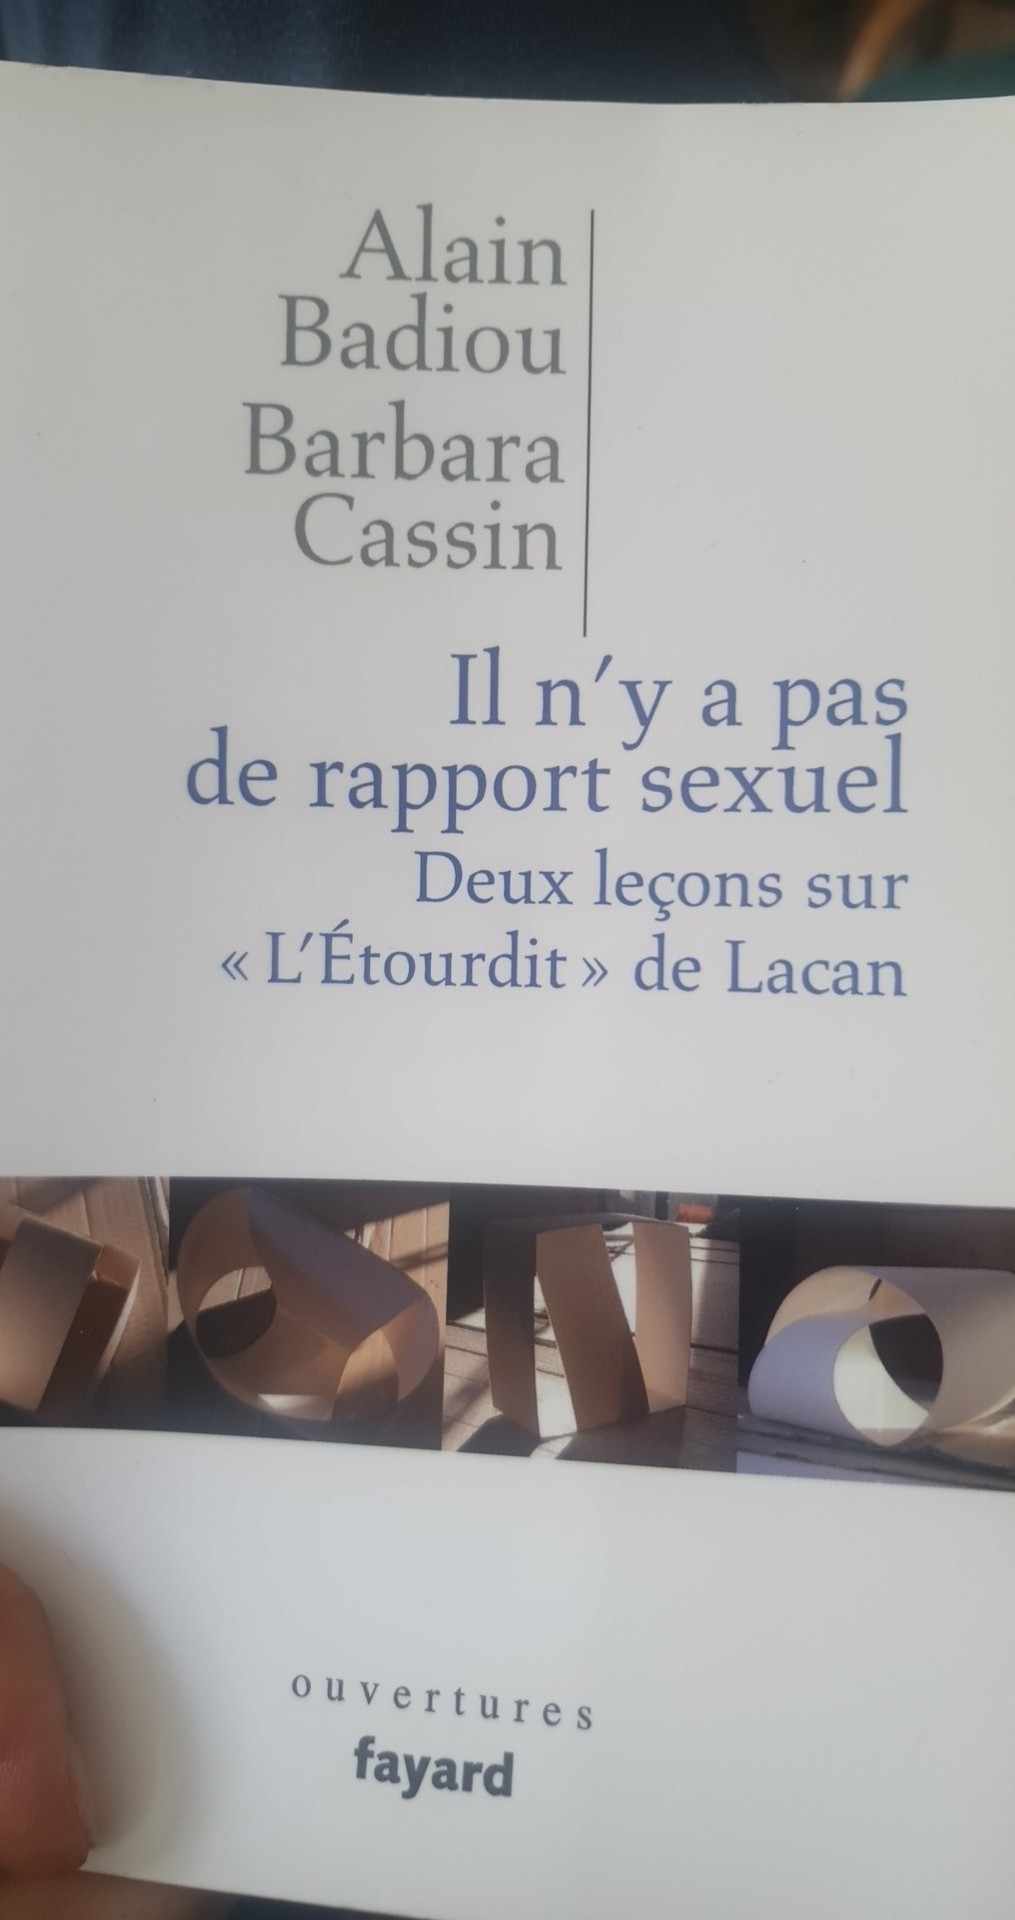 Alain
Badiou
Barbara
Cassin
Il n'y a pas
de rapport sexuel
Deux leçons sur
« L'Étourdit » de Lacan
ouvertures
fayard